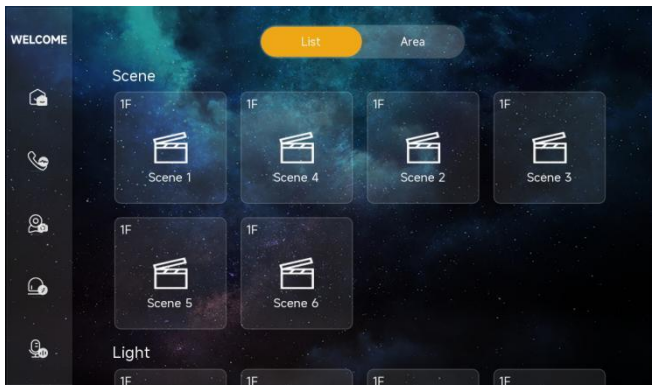 WELCOME
List
Area
Scene
1F
1F
1F
1F
Scene 1
Scene 4
Scene 2
Scene 3
1F
1F
Scene 5
Scene 6
Light
1F
1F
1F
1F